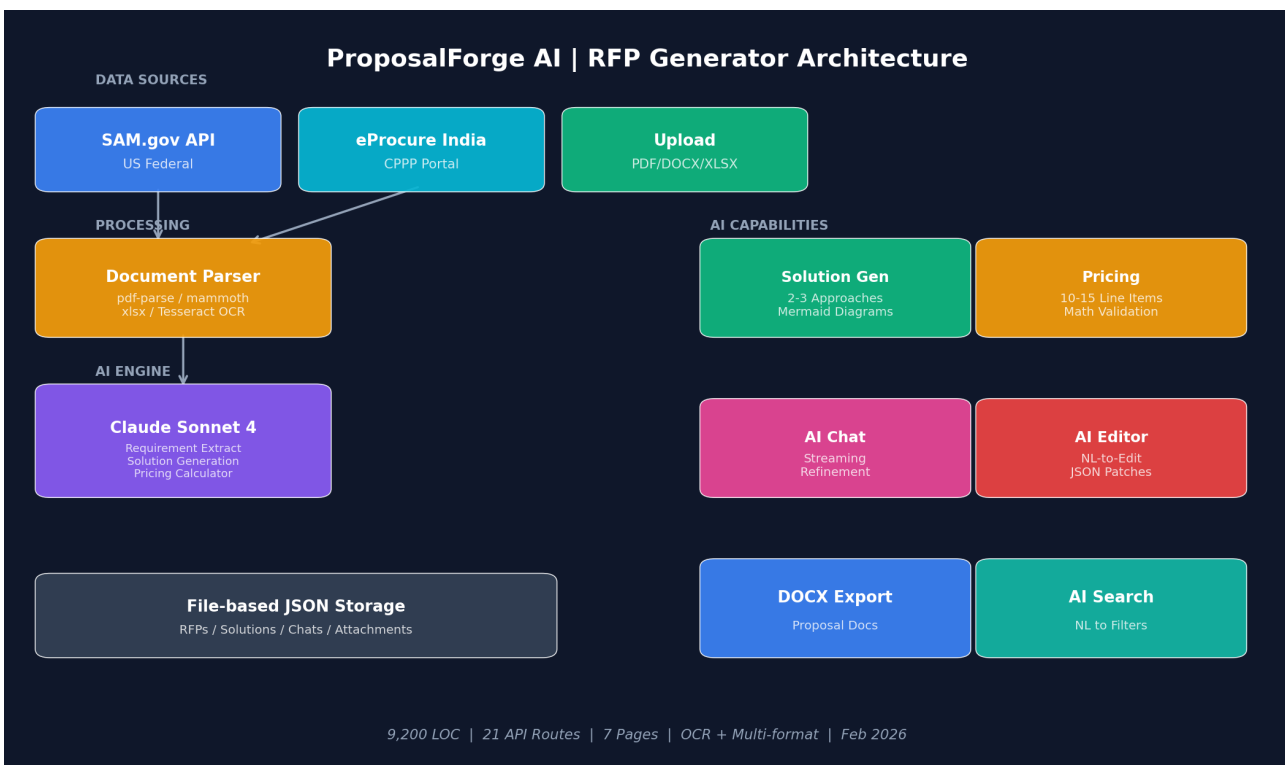 ProposalForge AI | RFP Generator Architecture
DATA SOURCES
SAM.gov API
US Federal
eProcure India
CPPP Portal
Upload
PDF/DOCX/XLSX
PROCESSING
Document Parser
pdf-parse / mammoth
xlsx / Tesseract OCR
AI ENGINE
Claude Sonnet 4
Requirement Extract
Solution Generation
Pricing Calculator
File-based JSON Storage
RFPs / Solutions / Chats / Attachments
AI CAPABILITIES
Solution Gen
2-3 Approaches
Mermaid Diagrams
Pricing
10-15 Line Items
Math Validation
AI Chat
Streaming
Refinement
AI Editor
NL-to-Edit
JSON Patches
DOCX Export
Proposal Docs
AI Search
NL to Filters
9,200 LOC | 21 API Routes | 7 Pages | OCR + Multi-format | Feb 2026